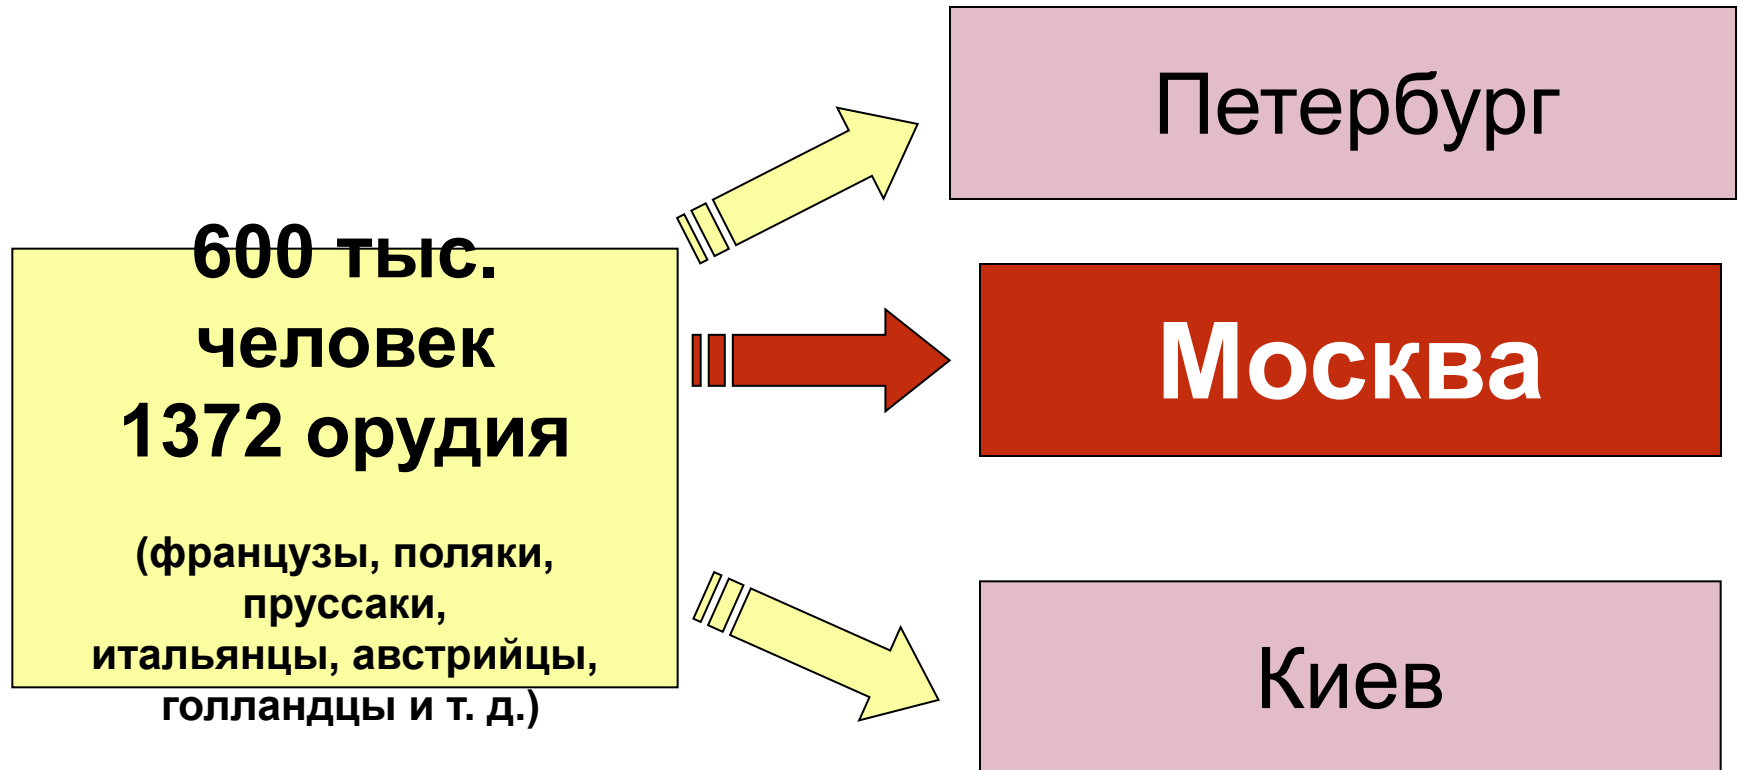 600 тыс.
человек
1372 орудия
(французы, поляки,
пруссаки,
итальянцы, австрийцы,
голландцы и т. д.)
Петербург
Москва
Киев